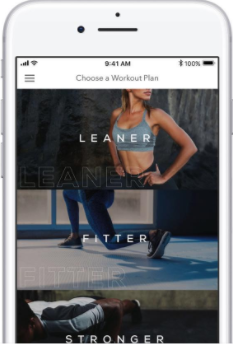 9:41 AM
100%
Choose a Workout Plan
LEANER
LEANER
FITTER
FITTER
STRONGER